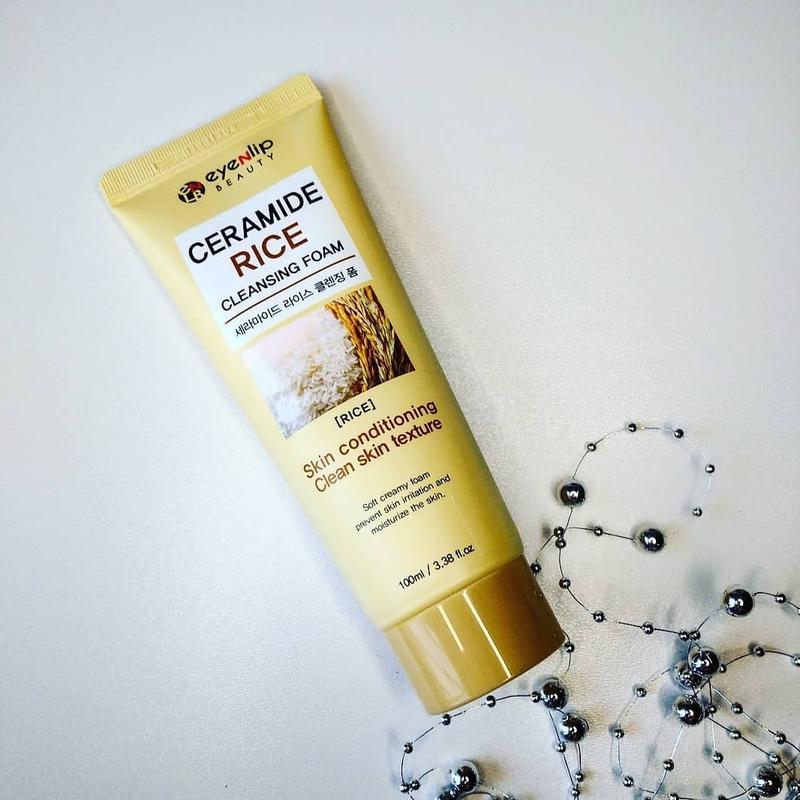 eyeNlip
BEAUTY
CERAMIDE
RICE
CLEANSING FOAM
세라마이드 라이스 클렌징 폼
[RICE]
Skin conditioning
Clean skin texture
Soft creamy foam
prevent skin irritation and
moisturize the skin.
100ml / 3.38 fl.oz